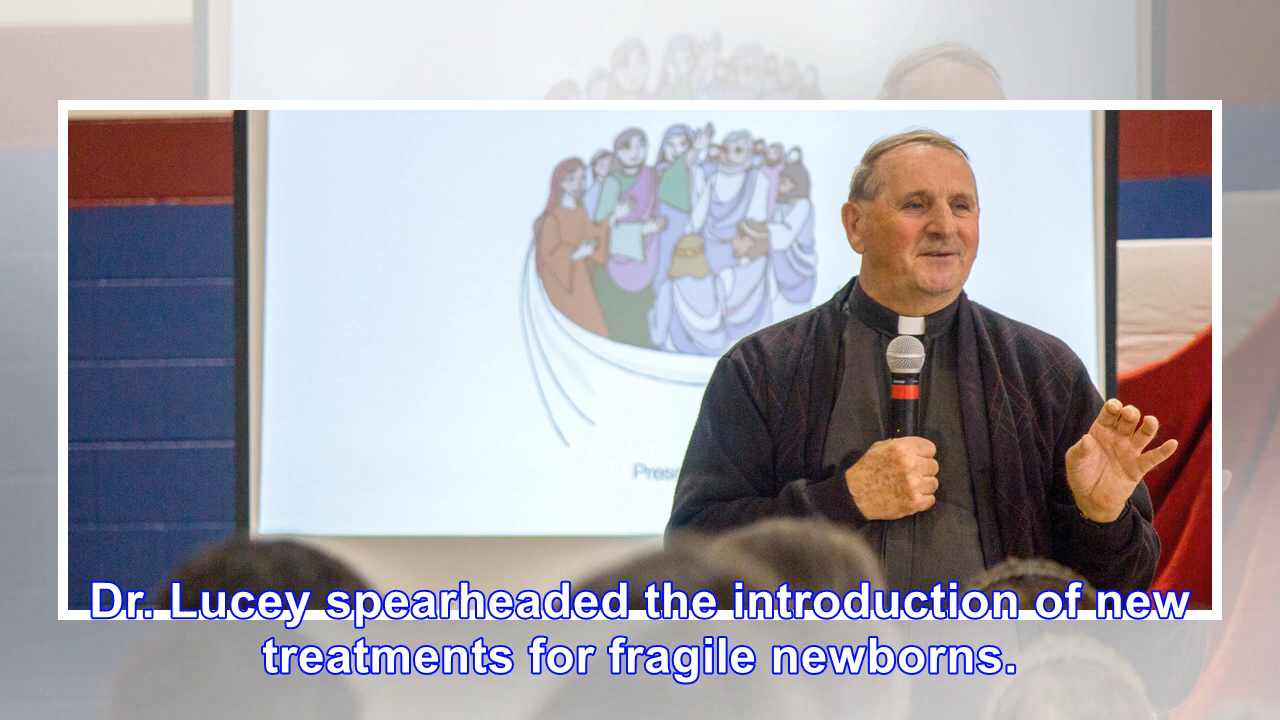 Dr. Lucey spearheaded the introduction of new
treatments for fragile newborns.